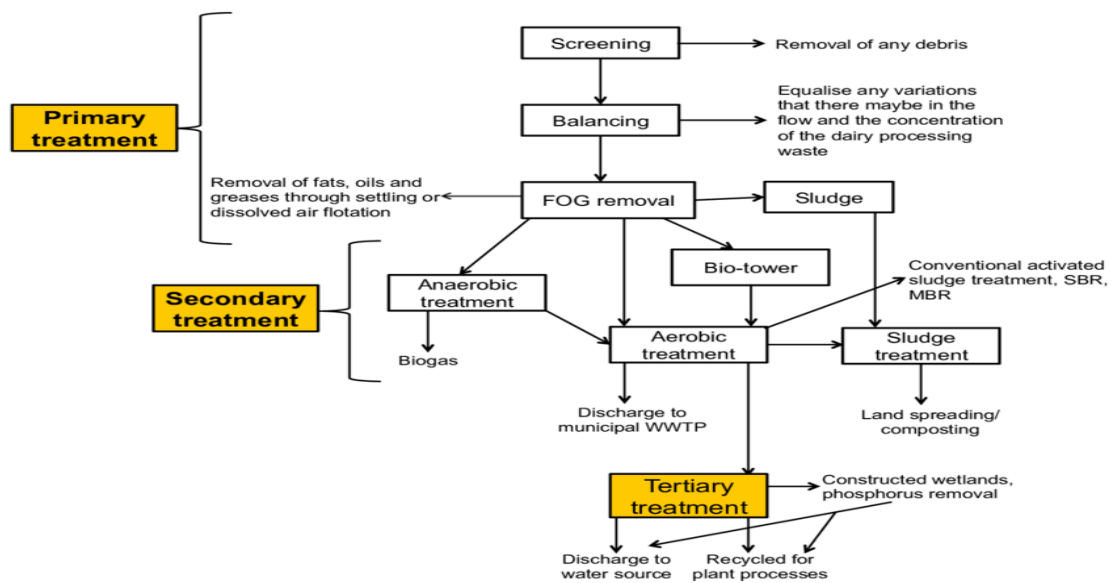 Screening
Removal of any debris
Primary
treatment
Balancing
Equalise any variations
that there maybe in the
flow and the concentration
of the dairy processing
waste
Removal of fats, oils and
greases through settling or
dissolved air flotation
FOG removal
Sludge
Secondary
treatment
Anaerobic
treatment
Bio-tower
Conventional activated
sludge treatment, SBR,
MBR
Biogas
Aerobic
treatment
Sludge
treatment
Discharge to
municipal WWTP
Land spreading/
composting
Tertiary
treatment
Constructed wetlands,
phosphorus removal
Discharge to
water source
Recycled for
plant processes